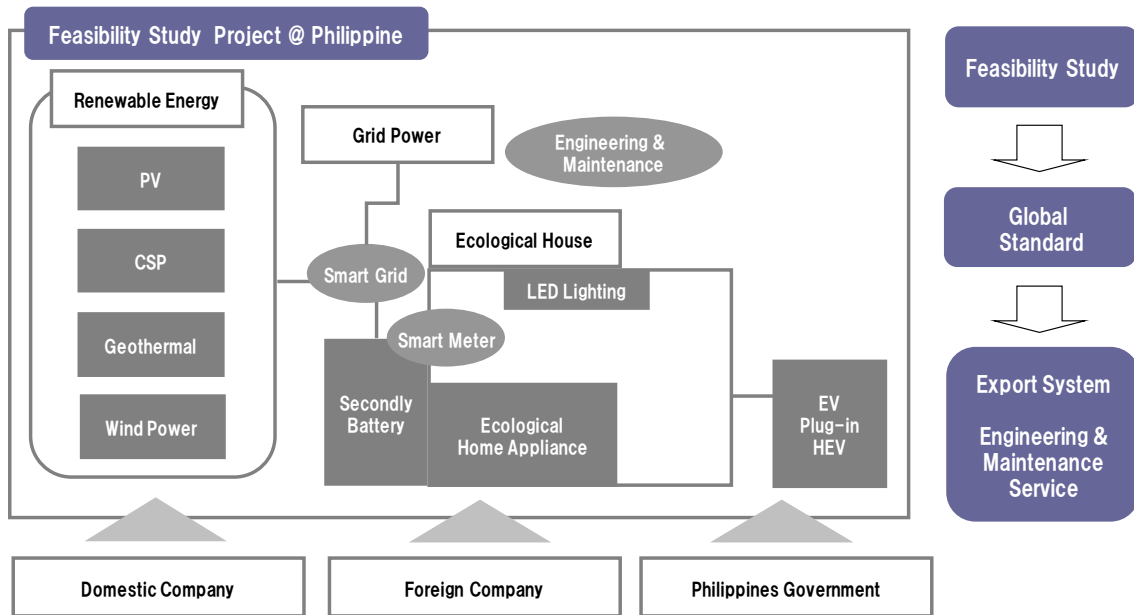 Feasibility Study Project @ Philippine
Renewable Energy
PV
CSP
Geothermal
Wind Power
Grid Power
Engineering &
Maintenance
Smart Grid
Ecological House
LED Lighting
Smart Meter
Secondly
Battery
Ecological
Home Appliance
EV
Plug-in
HEV
Domestic Company
Foreign Company
Philippines Government
Feasibility Study
Global
Standard
Export System
Engineering &
Maintenance
Service